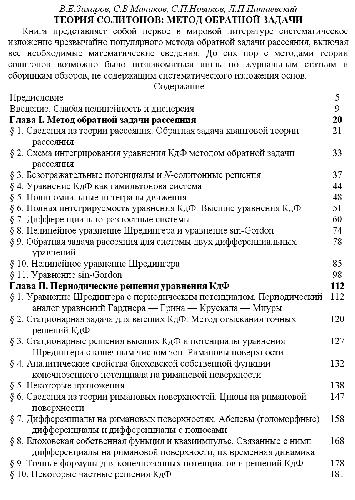 В.Е.Захаров, С.В.Манаков, С.П.Новиков, Л.П.Питаевский
ТЕОРИЯ СОЛИТОНОВ: МЕТОД ОБРАТНОЙ ЗАДАЧИ
Книга представляет собой первое в мировой литературе систематическое
изложение чрезвычайно популярного метода обратной задачи рассеяния, включая
все необходимые математические сведения. До сих пор с методами теории
солитонов возможно было познакомиться лишь по журнальным статьям и
сборникам обзоров, не содержащим систематического изложения основ.
Содержание
Предисловие 5
Введение. Слабая нелинейность и дисперсия 9
Глава I. Метод обратной задачи рассеяния 20
§ 1. Сведения из теории рассеяния. Обратная задача квантовой теории 21
рассеяния
§ 2. Схема интегрирования уравнения КдФ методом обратной задачи 33
рассеяния
§ 3. Безотражательные потенциалы и N-солитонные решения 37
§ 4. Уравнение КдФ как гамильтонова система 44
§ 5. Полиномиальные интегралы движения 48
§ 6. Полная интегрируемость уравнения КдФ. Высшие уравнения КдФ 51
§ 7. Дифференциально-разностные системы 60
§ 8. Нелинейное уравнение Шредингера и уравнение sin-Gordon 74
§ 9. Обратная задача рассеяния для системы двух дифференциальных 78
уравнений
§ 10. Нелинейное уравнение Шредингера 85
§ 11. Уравнение sin-Gordon 98
Глава II. Периодические решения уравнения КдФ 112
§ 1. Уравнение Шредингера с периодическим потенциалом. Периодический 112
аналог уравнений Гарднера — Грина — Крускала — Миуры
§ 2. Стационарная задача для высших КдФ. Метод отыскания точных 120
решений КдФ
§ 3. Стационарные решения высших КдФ и потенциалы уравнения 127
Шредингера с конечным числом зон. Римановы поверхности
§ 4. Аналитические свойства блоховской собственной функции 132
конечнозонного потенциала на римановой поверхности
§ 5. Некоторые приложения 138
§ 6. Сведения из теории римановых поверхностей. Циклы на римановой 147
поверхности
§ 7. Дифференциалы на римановых поверхностях. Абелевы (голоморфные) 158
дифференциалы и дифференциалы с полюсами
§ 8. Блоховская собственная функция и квазиимпульс. Связанные с ними 168
дифференциалы на римановой поверхности, их временная динамика
§ 9. Точные формулы для конечнозонных потенциалов и решений КдФ 178
§ 10. Некоторые частные решения КдФ 181